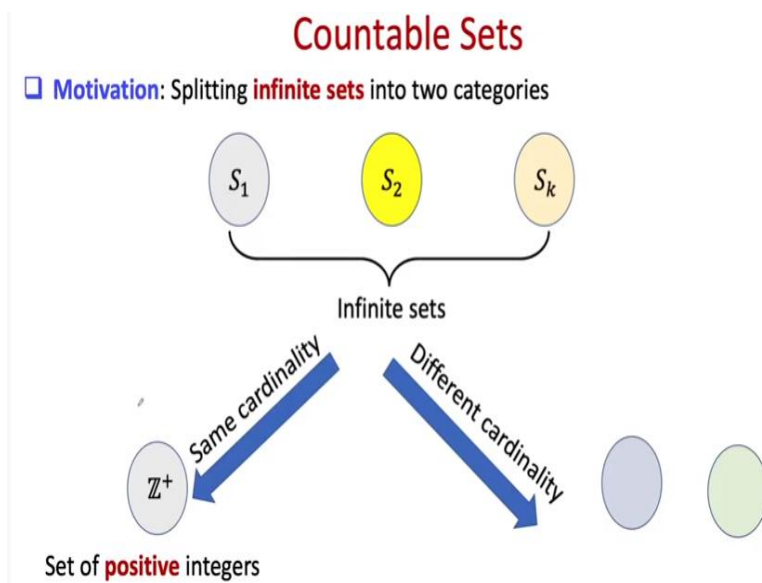 Countable Sets
❑ Motivation: Splitting infinite sets into two categories
S₁ S₂ Sₖ
Infinite sets
Same cardinality
Different cardinality
ℤ⁺
Set of positive integers